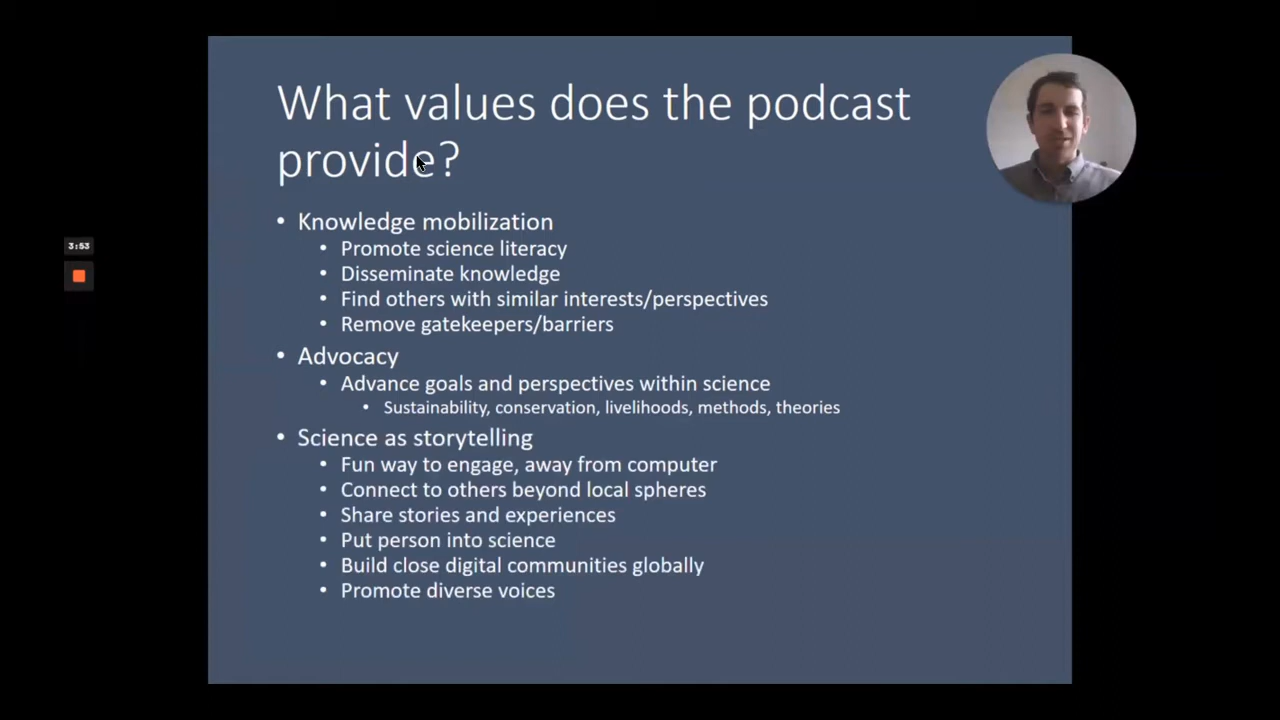 What values does the podcast
provide?
• Knowledge mobilization
• Promote science literacy
• Disseminate knowledge
• Find others with similar interests/perspectives
• Remove gatekeepers/barriers
• Advocacy
• Advance goals and perspectives within science
• Sustainability, conservation, livelihoods, methods, theories
• Science as storytelling
• Fun way to engage, away from computer
• Connect to others beyond local spheres
• Share stories and experiences
• Put person into science
• Build close digital communities globally
• Promote diverse voices
3:53